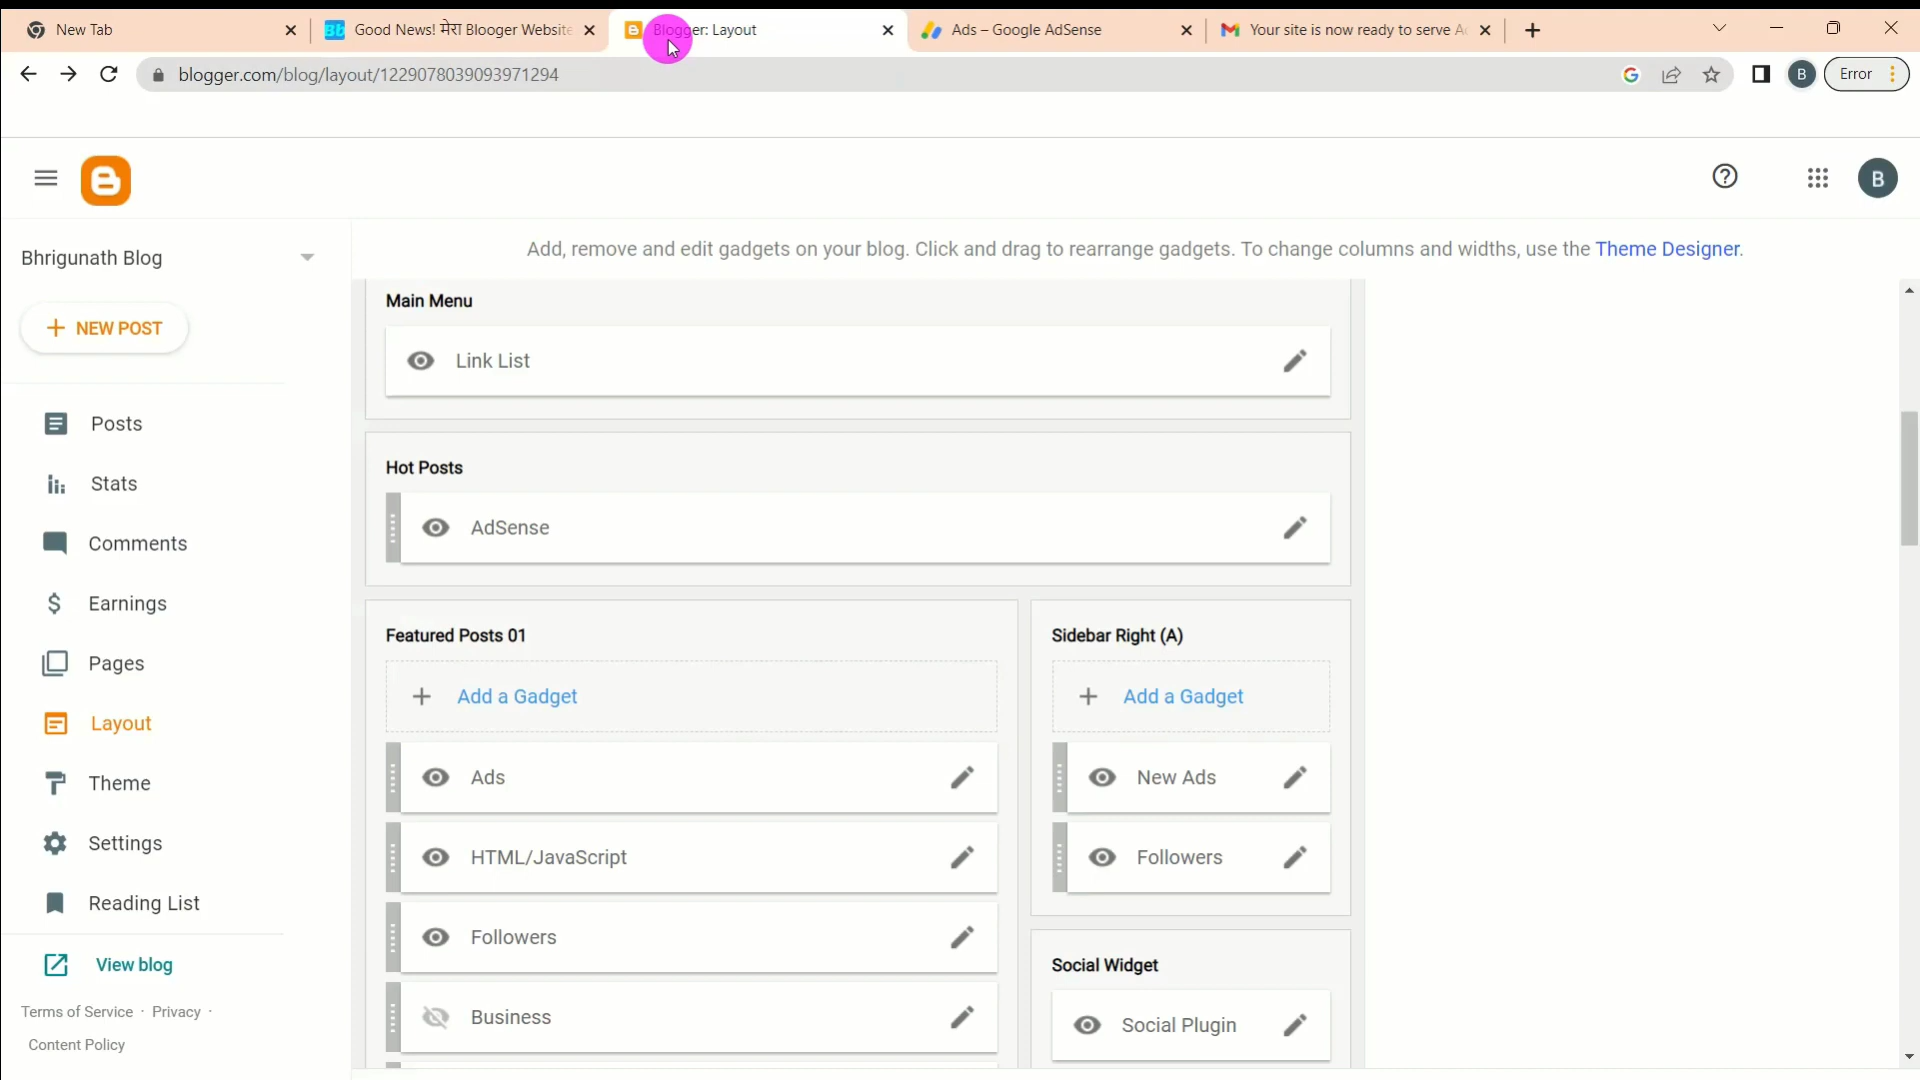 New Tab
Good News! मेरा Blooger Website
Blogger: Layout
Ads – Google AdSense
Your site is now ready to serve A
blogger.com/blog/layout/1229078039093971294
B
Error
B
Bhrigunath Blog
Add, remove and edit gadgets on your blog. Click and drag to rearrange gadgets. To change columns and widths, use the Theme Designer.
NEW POST
Posts
Stats
Comments
Earnings
Pages
Layout
Theme
Settings
Reading List
View blog
Terms of Service · Privacy ·
Content Policy
Main Menu
Link List
Hot Posts
AdSense
Featured Posts 01
Add a Gadget
Ads
HTML/JavaScript
Followers
Business
Sidebar Right (A)
Add a Gadget
New Ads
Followers
Social Widget
Social Plugin